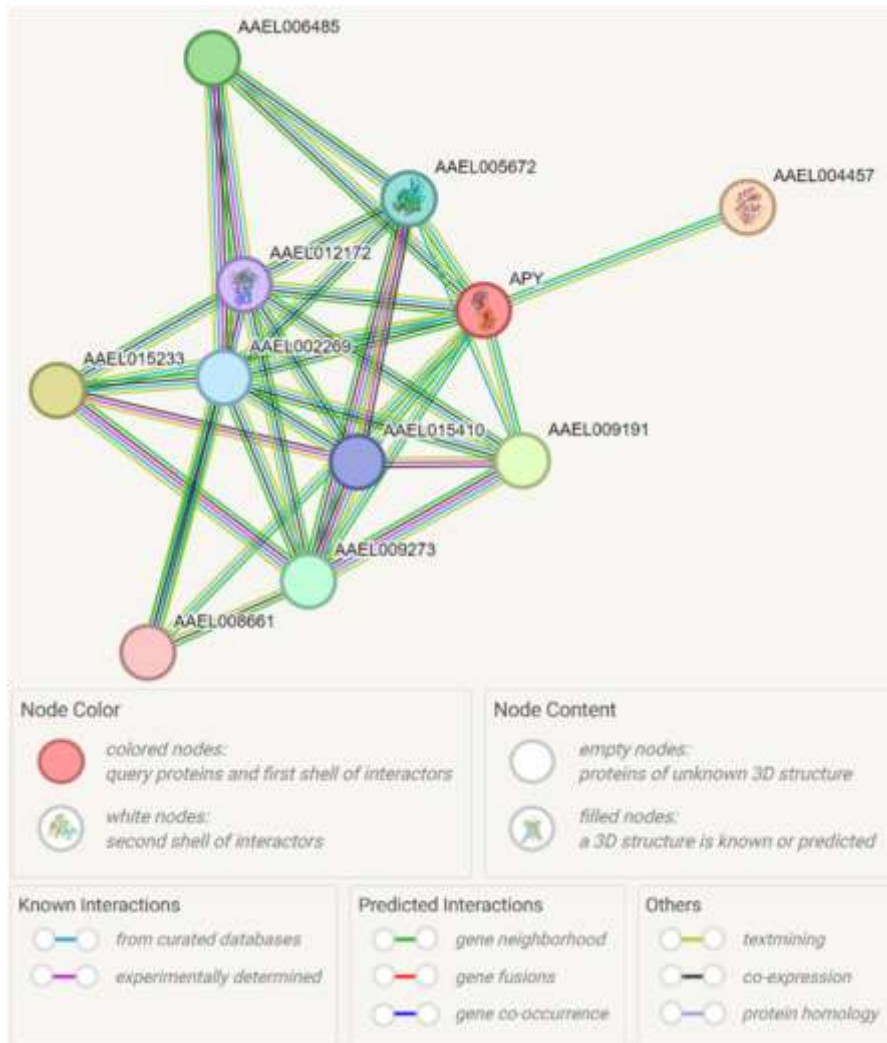 AAEL006485
AAEL005672
AAEL004457
AAEL012172
APY
AAEL002269
AAEL015233
AAEL015410
AAEL009191
AAEL009273
AAEL008661
Node Color
colored nodes:
query proteins and first shell of interactors
white nodes:
second shell of interactors
Node Content
empty nodes:
proteins of unknown 3D structure
filled nodes:
a 3D structure is known or predicted
Known Interactions
from curated databases
experimentally determined
Predicted Interactions
gene neighborhood
gene fusions
gene co-occurrence
Others
textmining
co-expression
protein homology